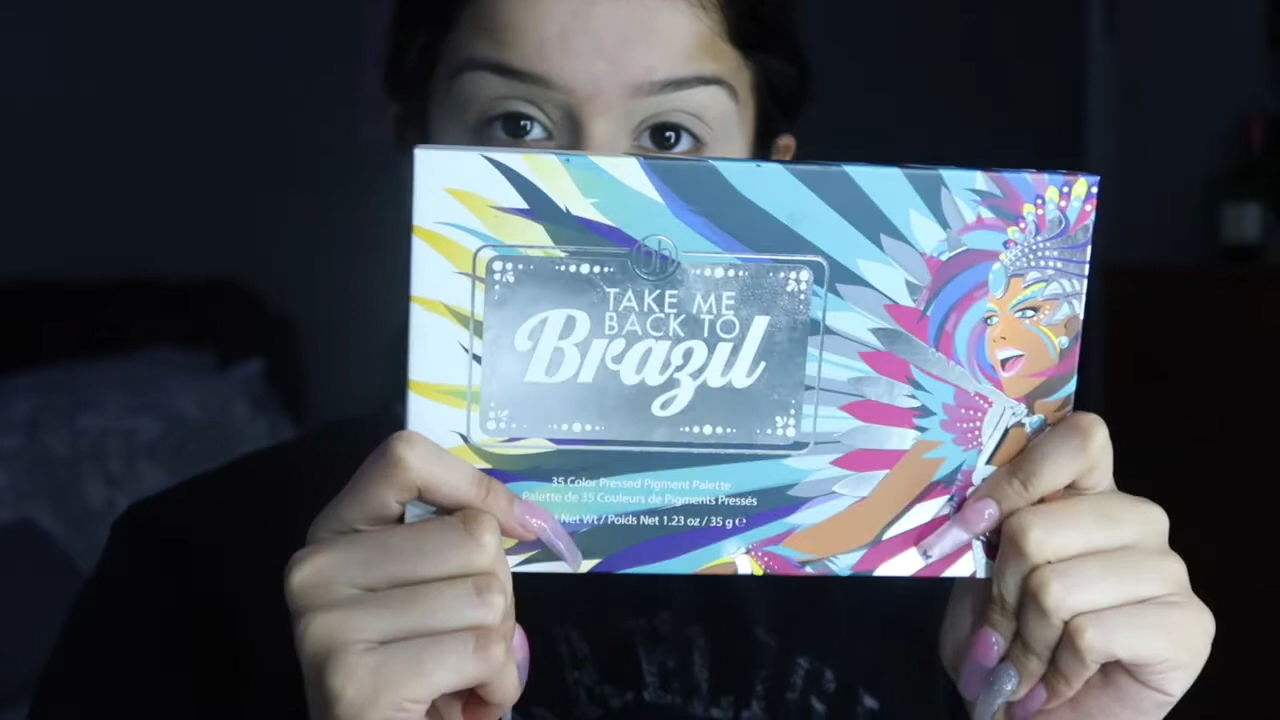 bh
TAKE ME
BACK TO
Brazil
35 Color Pressed Pigment Palette
Palette de 35 Couleurs de Pigments Pressés
Net Wt / Poids Net 1.23 oz / 35 g ℮